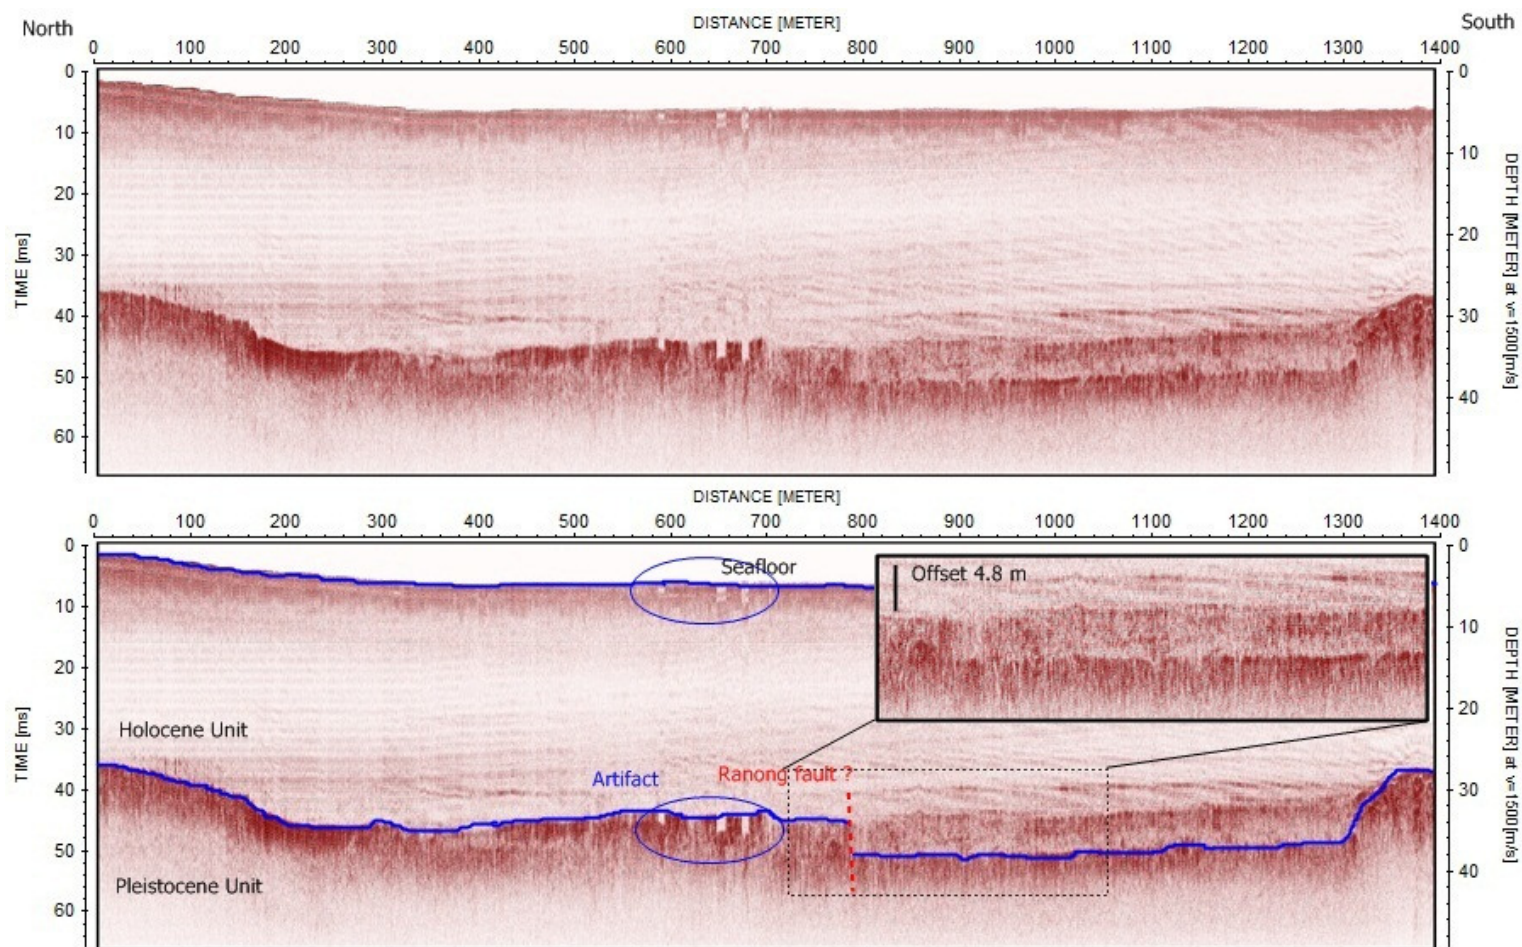 DISTANCE [METER]
North
South
0 100 200 300 400 500 600 700 800 900 1000 1100 1200 1300 1400
0
10
20
30
40
50
60
TIME [ms]
0
10
20
30
40
DEPTH [METER] at v=1500[m/s]
DISTANCE [METER]
0 100 200 300 400 500 600 700 800 900 1000 1100 1200 1300 1400
0
10
20
30
40
50
60
TIME [ms]
Seafloor
Offset 4.8 m
Holocene Unit
Artifact
Ranong fault ?
Pleistocene Unit
0
10
20
30
40
DEPTH [METER] at v=1500[m/s]